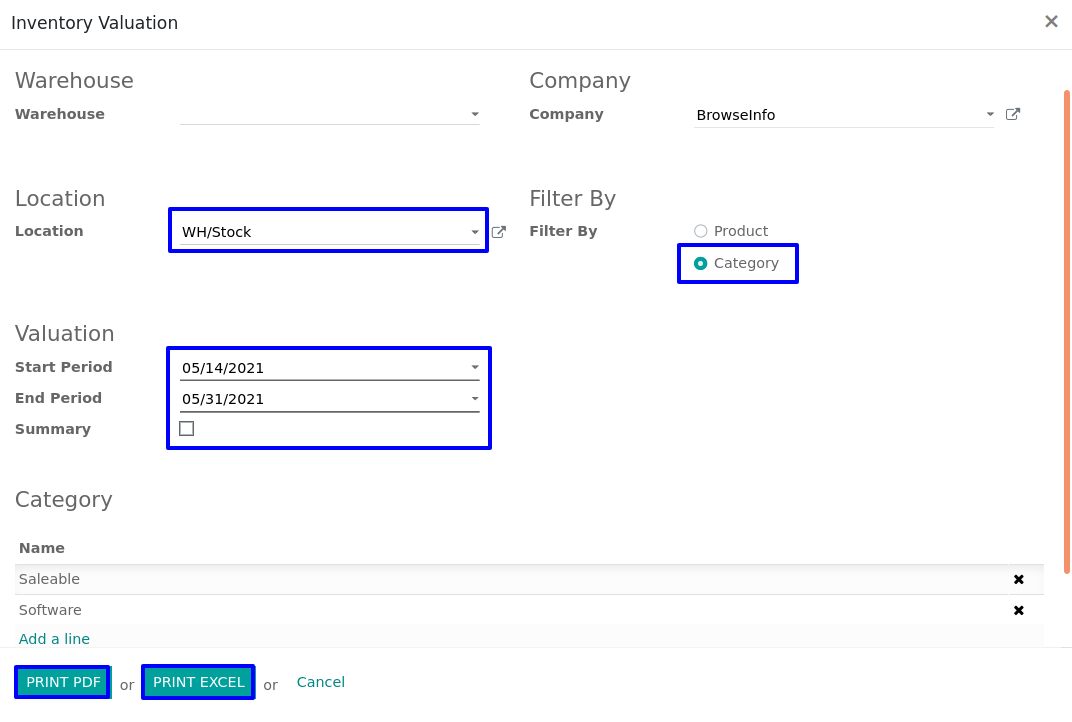 Inventory Valuation
Warehouse
Company
Warehouse
Company BrowseInfo
Location
Filter By
Location WH/Stock
Filter By Product
Category
Valuation
Start Period 05/14/2021
End Period 05/31/2021
Summary
Category
Name
Saleable
Software
Add a line
PRINT PDF or PRINT EXCEL or Cancel